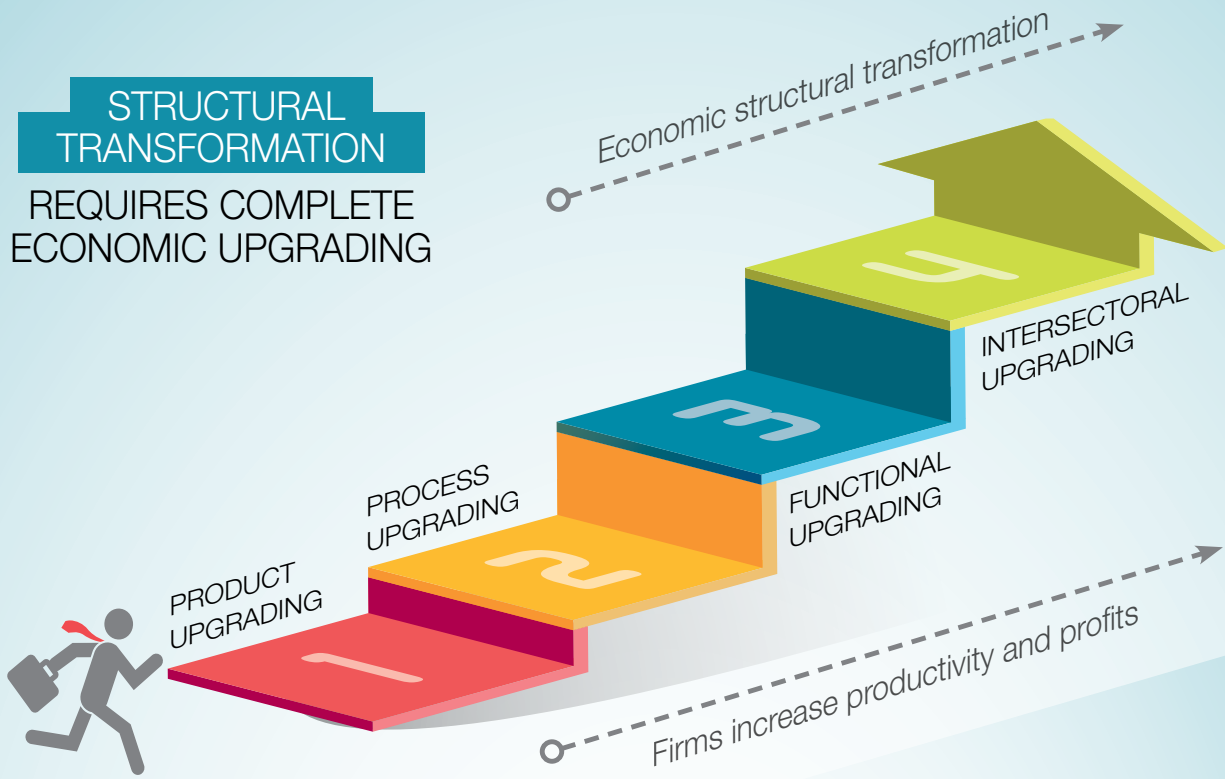 STRUCTURAL
TRANSFORMATION
REQUIRES COMPLETE
ECONOMIC UPGRADING
Economic structural transformation
4
INTERSECTORAL
UPGRADING
3
FUNCTIONAL
UPGRADING
PROCESS
UPGRADING
2
PRODUCT
UPGRADING
1
Firms increase productivity and profits